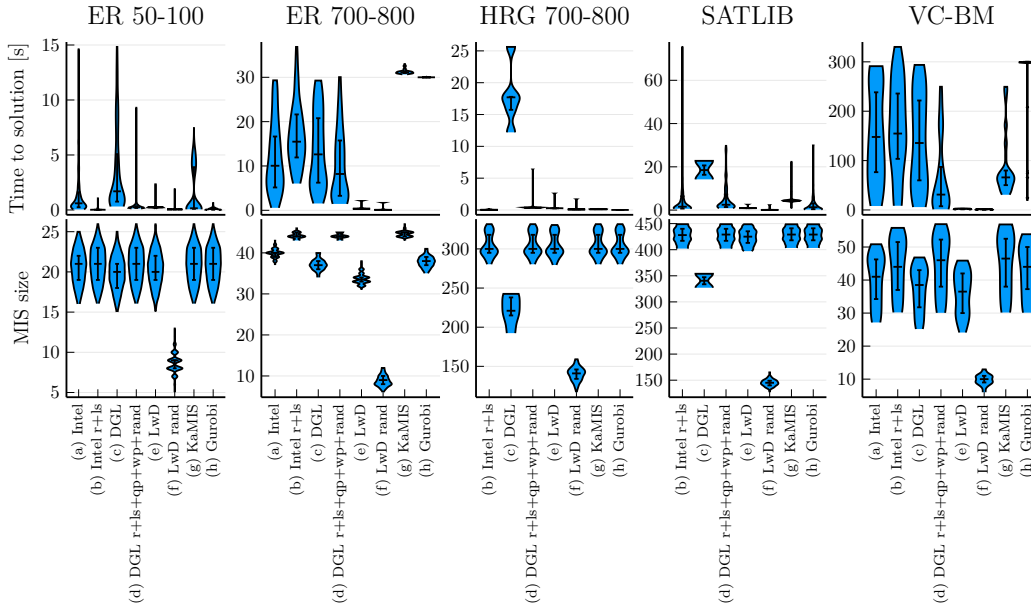 ER 50-100
ER 700-800
HRG 700-800
SATLIB
VC-BM
Time to solution [s]
15
10
5
0
30
20
10
0
25
20
15
10
5
0
60
40
20
0
300
200
100
0
MIS size
25
20
15
10
5
40
30
20
10
300
250
200
150
450
400
350
300
250
200
150
50
40
30
20
10
(a) Intel
(b) Intel r+ls
(c) DGL
(d) DGL r+ls+qp+wp+rand
(e) LwD
(f) LwD rand
(g) KaMIS
(h) Gurobi
(a) Intel
(b) Intel r+ls
(c) DGL
(d) DGL r+ls+qp+wp+rand
(e) LwD
(f) LwD rand
(g) KaMIS
(h) Gurobi
(b) Intel r+ls
(c) DGL
(d) DGL r+ls+qp+wp+rand
(e) LwD
(f) LwD rand
(g) KaMIS
(h) Gurobi
(b) Intel r+ls
(c) DGL
(d) DGL r+ls+qp+wp+rand
(e) LwD
(f) LwD rand
(g) KaMIS
(h) Gurobi
(a) Intel
(b) Intel r+ls
(c) DGL
(d) DGL r+ls+qp+wp+rand
(e) LwD
(f) LwD rand
(g) KaMIS
(h) Gurobi